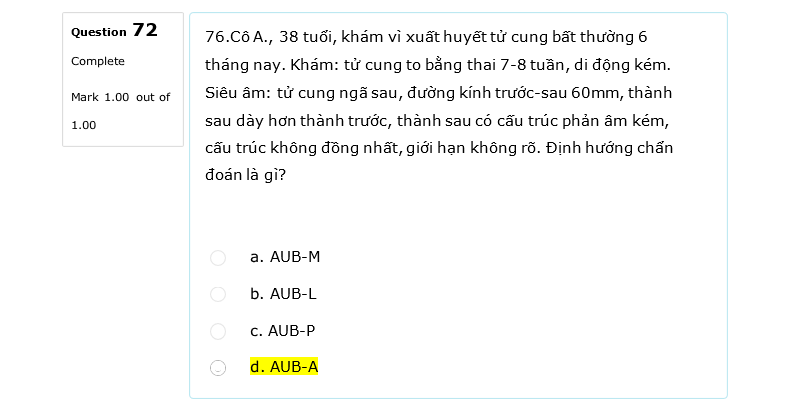 Question 72
Complete
Mark 1.00 out of
1.00
76.Cô A., 38 tuổi, khám vì xuất huyết tử cung bất thường 6
tháng nay. Khám: tử cung to bằng thai 7-8 tuần, di động kém.
Siêu âm: tử cung ngã sau, đường kính trước-sau 60mm, thành
sau dày hơn thành trước, thành sau có cấu trúc phản âm kém,
cấu trúc không đồng nhất, giới hạn không rõ. Định hướng chẩn
đoán là gì?
a. AUB-M
b. AUB-L
c. AUB-P
d. AUB-A